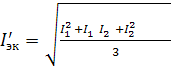 I′эк = √((I₁² + I₁ I₂ + I₂²) / 3)